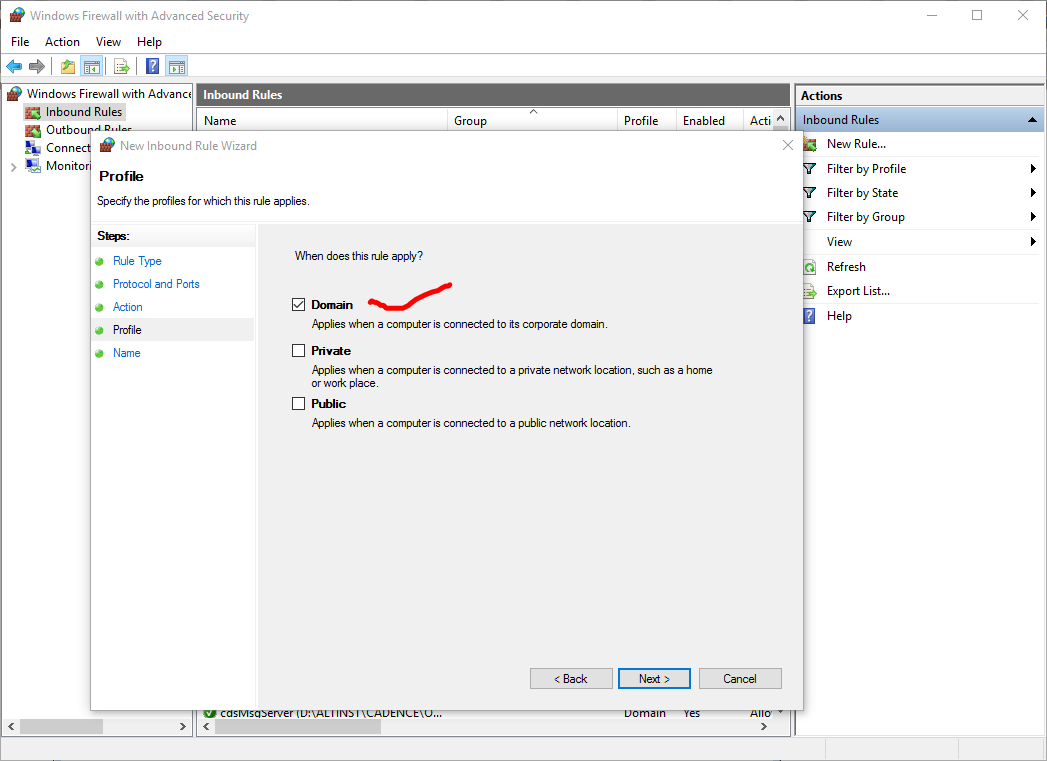 Windows Firewall with Advanced Security
File Action View Help
Windows Firewall with Advance
Inbound Rules
Outbound Rules
Connect
Monitori
Inbound Rules
Name Group Profile Enabled Acti
Actions
Inbound Rules
New Rule...
Filter by Profile
Filter by State
Filter by Group
View
Refresh
Export List...
Help
New Inbound Rule Wizard
Profile
Specify the profiles for which this rule applies.
Steps:
Rule Type
Protocol and Ports
Action
Profile
Name
When does this rule apply?
Domain
Applies when a computer is connected to its corporate domain.
Private
Applies when a computer is connected to a private network location, such as a home
or work place.
Public
Applies when a computer is connected to a public network location.
< Back Next > Cancel
cdsMsgServer (D:\ALTINST\CADENCE\O... Domain Yes Allo